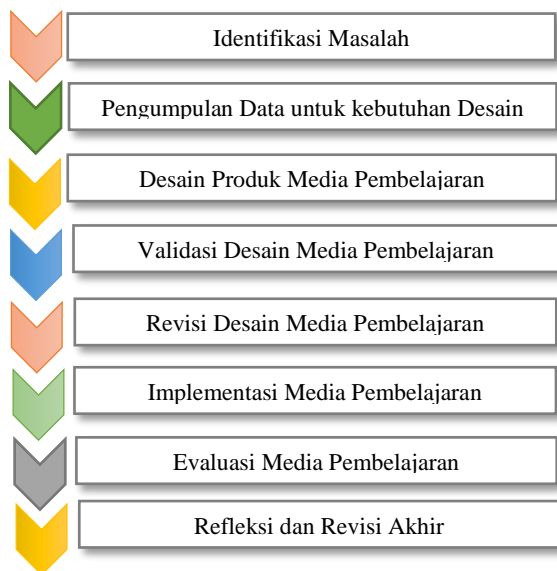 Identifikasi Masalah
Pengumpulan Data untuk kebutuhan Desain
Desain Produk Media Pembelajaran
Validasi Desain Media Pembelajaran
Revisi Desain Media Pembelajaran
Implementasi Media Pembelajaran
Evaluasi Media Pembelajaran
Refleksi dan Revisi Akhir